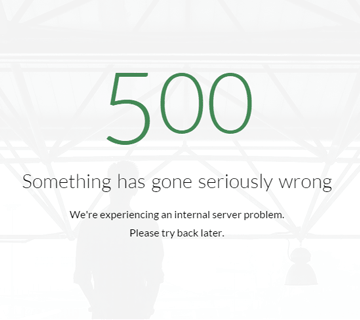 500
Something has gone seriously wrong
We're experiencing an internal server problem.
Please try back later.